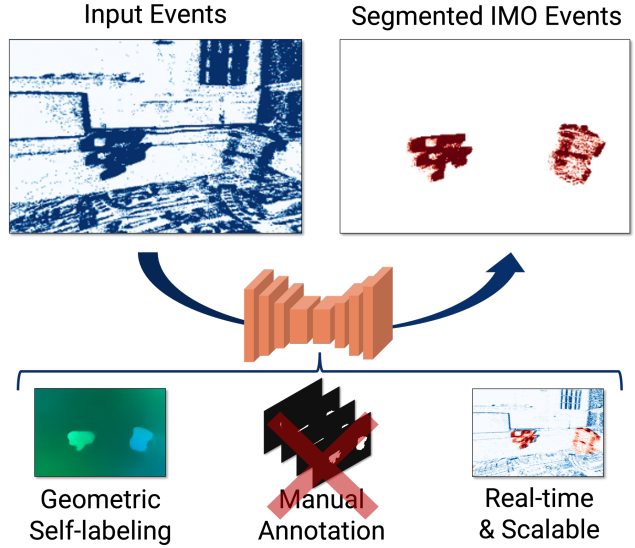 Input Events
Segmented IMO Events
Geometric
Self-labeling
Manual
Annotation
Real-time
& Scalable